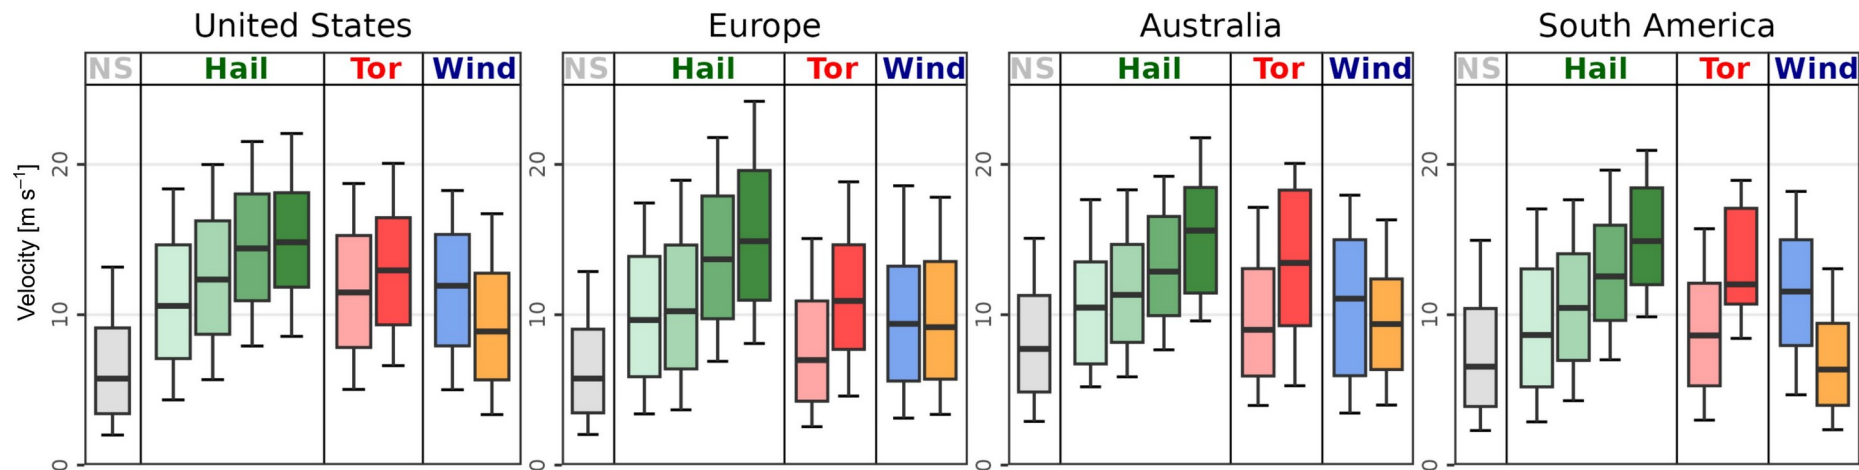 United States Europe Australia South America
NS Hail Tor Wind NS Hail Tor Wind NS Hail Tor Wind NS Hail Tor Wind
Velocity [m s⁻¹]
20 20 20 20
10 10 10 10
0 0 0 0